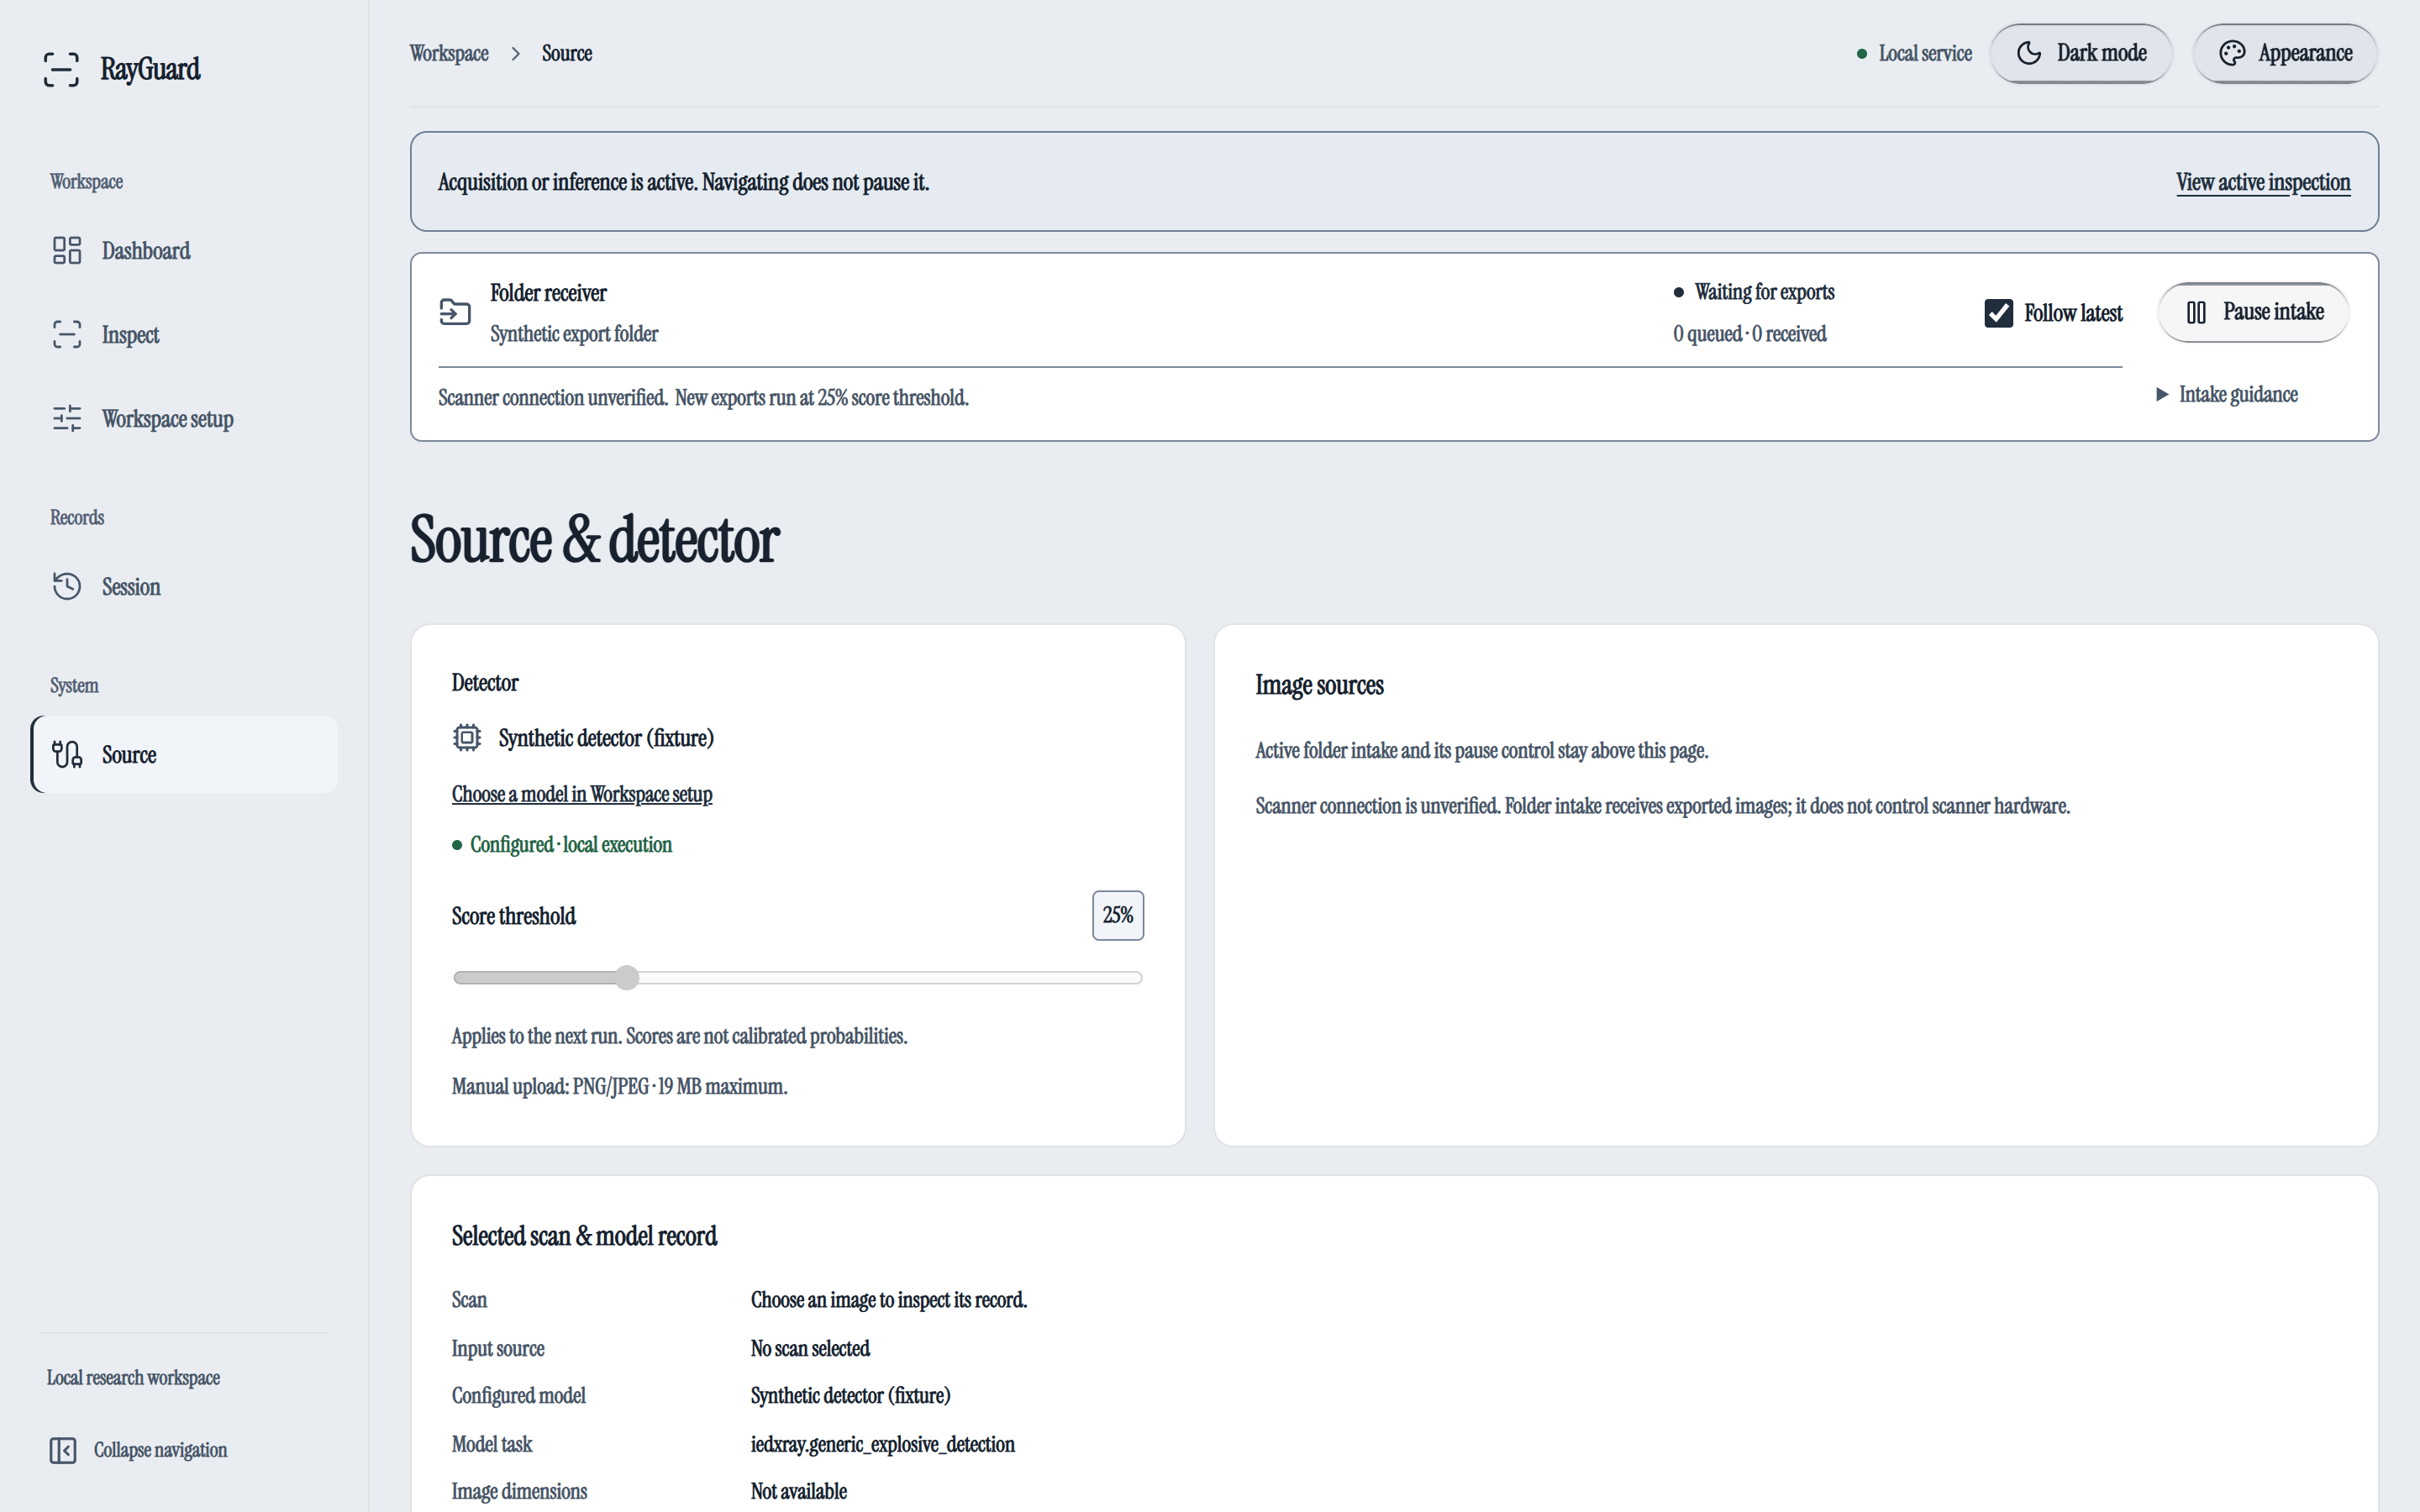 RayGuard
Workspace
Dashboard
Inspect
Workspace setup
Records
Session
System
Source
Local research workspace
Collapse navigation
Workspace > Source
Local service
Dark mode
Appearance
Acquisition or inference is active. Navigating does not pause it.
View active inspection
Folder receiver
Synthetic export folder
Waiting for exports
0 queued · 0 received
Follow latest
Pause intake
Scanner connection unverified. New exports run at 25% score threshold.
Intake guidance
Source & detector
Detector
Synthetic detector (fixture)
Choose a model in Workspace setup
Configured · local execution
Score threshold
25%
Applies to the next run. Scores are not calibrated probabilities.
Manual upload: PNG/JPEG · 19 MB maximum.
Image sources
Active folder intake and its pause control stay above this page.
Scanner connection is unverified. Folder intake receives exported images; it does not control scanner hardware.
Selected scan & model record
Scan Choose an image to inspect its record.
Input source No scan selected
Configured model Synthetic detector (fixture)
Model task iedxray.generic_explosive_detection
Image dimensions Not available